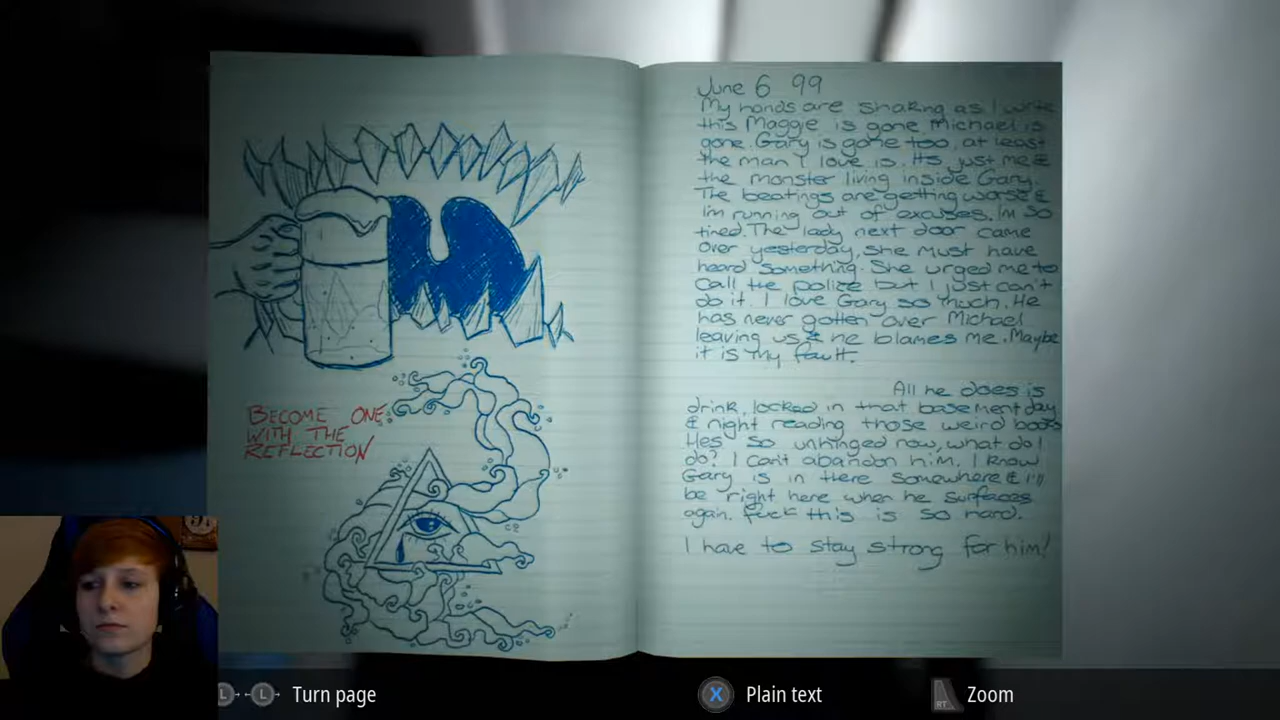 BECOME ONE
WITH THE
REFLECTION
June 6 99
My hands are shaking as I write
this Maggie is gone Michael is
gone. Gary is gone too, at least
the man I love is. Its just me &
the monster living inside Gary.
The beatings are getting worse &
I'm running out of excuses. Im so
tired. The lady next door came
over yesterday, she must have
heard something. She urged me to
call the police but I just can't
do it. I love Gary so much. He
has never gotten over Michael
leaving us & he blames me. Maybe
it is my fault.
All he does is
drink, locked in that basement day
& night reading those weird books
Hes so unhinged now, what do I
do? I cant abandon him. I know
Gary is in there somewhere & I'll
be right here when he surfaces
again. fuck this is so hard.
I have to stay strong for him!
L L Turn page
X Plain text
RT Zoom